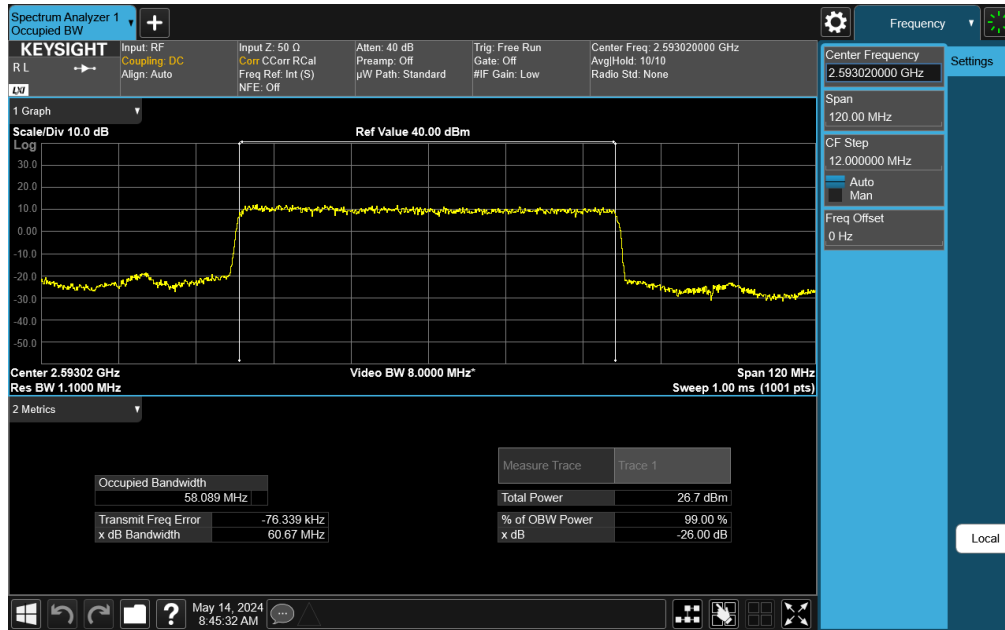 Spectrum Analyzer 1
Occupied BW
Frequency
KEYSIGHT
R L
LXI
Input: RF
Coupling: DC
Align: Auto
Input Z: 50 Ω
Corr CCorr RCal
Freq Ref: Int (S)
NFE: Off
Atten: 40 dB
Preamp: Off
µW Path: Standard
Trig: Free Run
Gate: Off
#IF Gain: Low
Center Freq: 2.593020000 GHz
Avg|Hold: 10/10
Radio Std: None
Center Frequency
2.593020000 GHz
Settings
Span
120.00 MHz
CF Step
12.000000 MHz
Auto
Man
Freq Offset
0 Hz
1 Graph
Scale/Div 10.0 dB
Ref Value 40.00 dBm
Log
30.0
20.0
10.0
0.00
-10.0
-20.0
-30.0
-40.0
-50.0
Center 2.59302 GHz
Video BW 8.0000 MHz*
Span 120 MHz
Res BW 1.1000 MHz
Sweep 1.00 ms (1001 pts)
2 Metrics
Measure Trace
Trace 1
Occupied Bandwidth
58.089 MHz
Total Power
26.7 dBm
Transmit Freq Error
-76.339 kHz
% of OBW Power
99.00 %
x dB Bandwidth
60.67 MHz
x dB
-26.00 dB
Local
?
May 14, 2024
8:45:32 AM